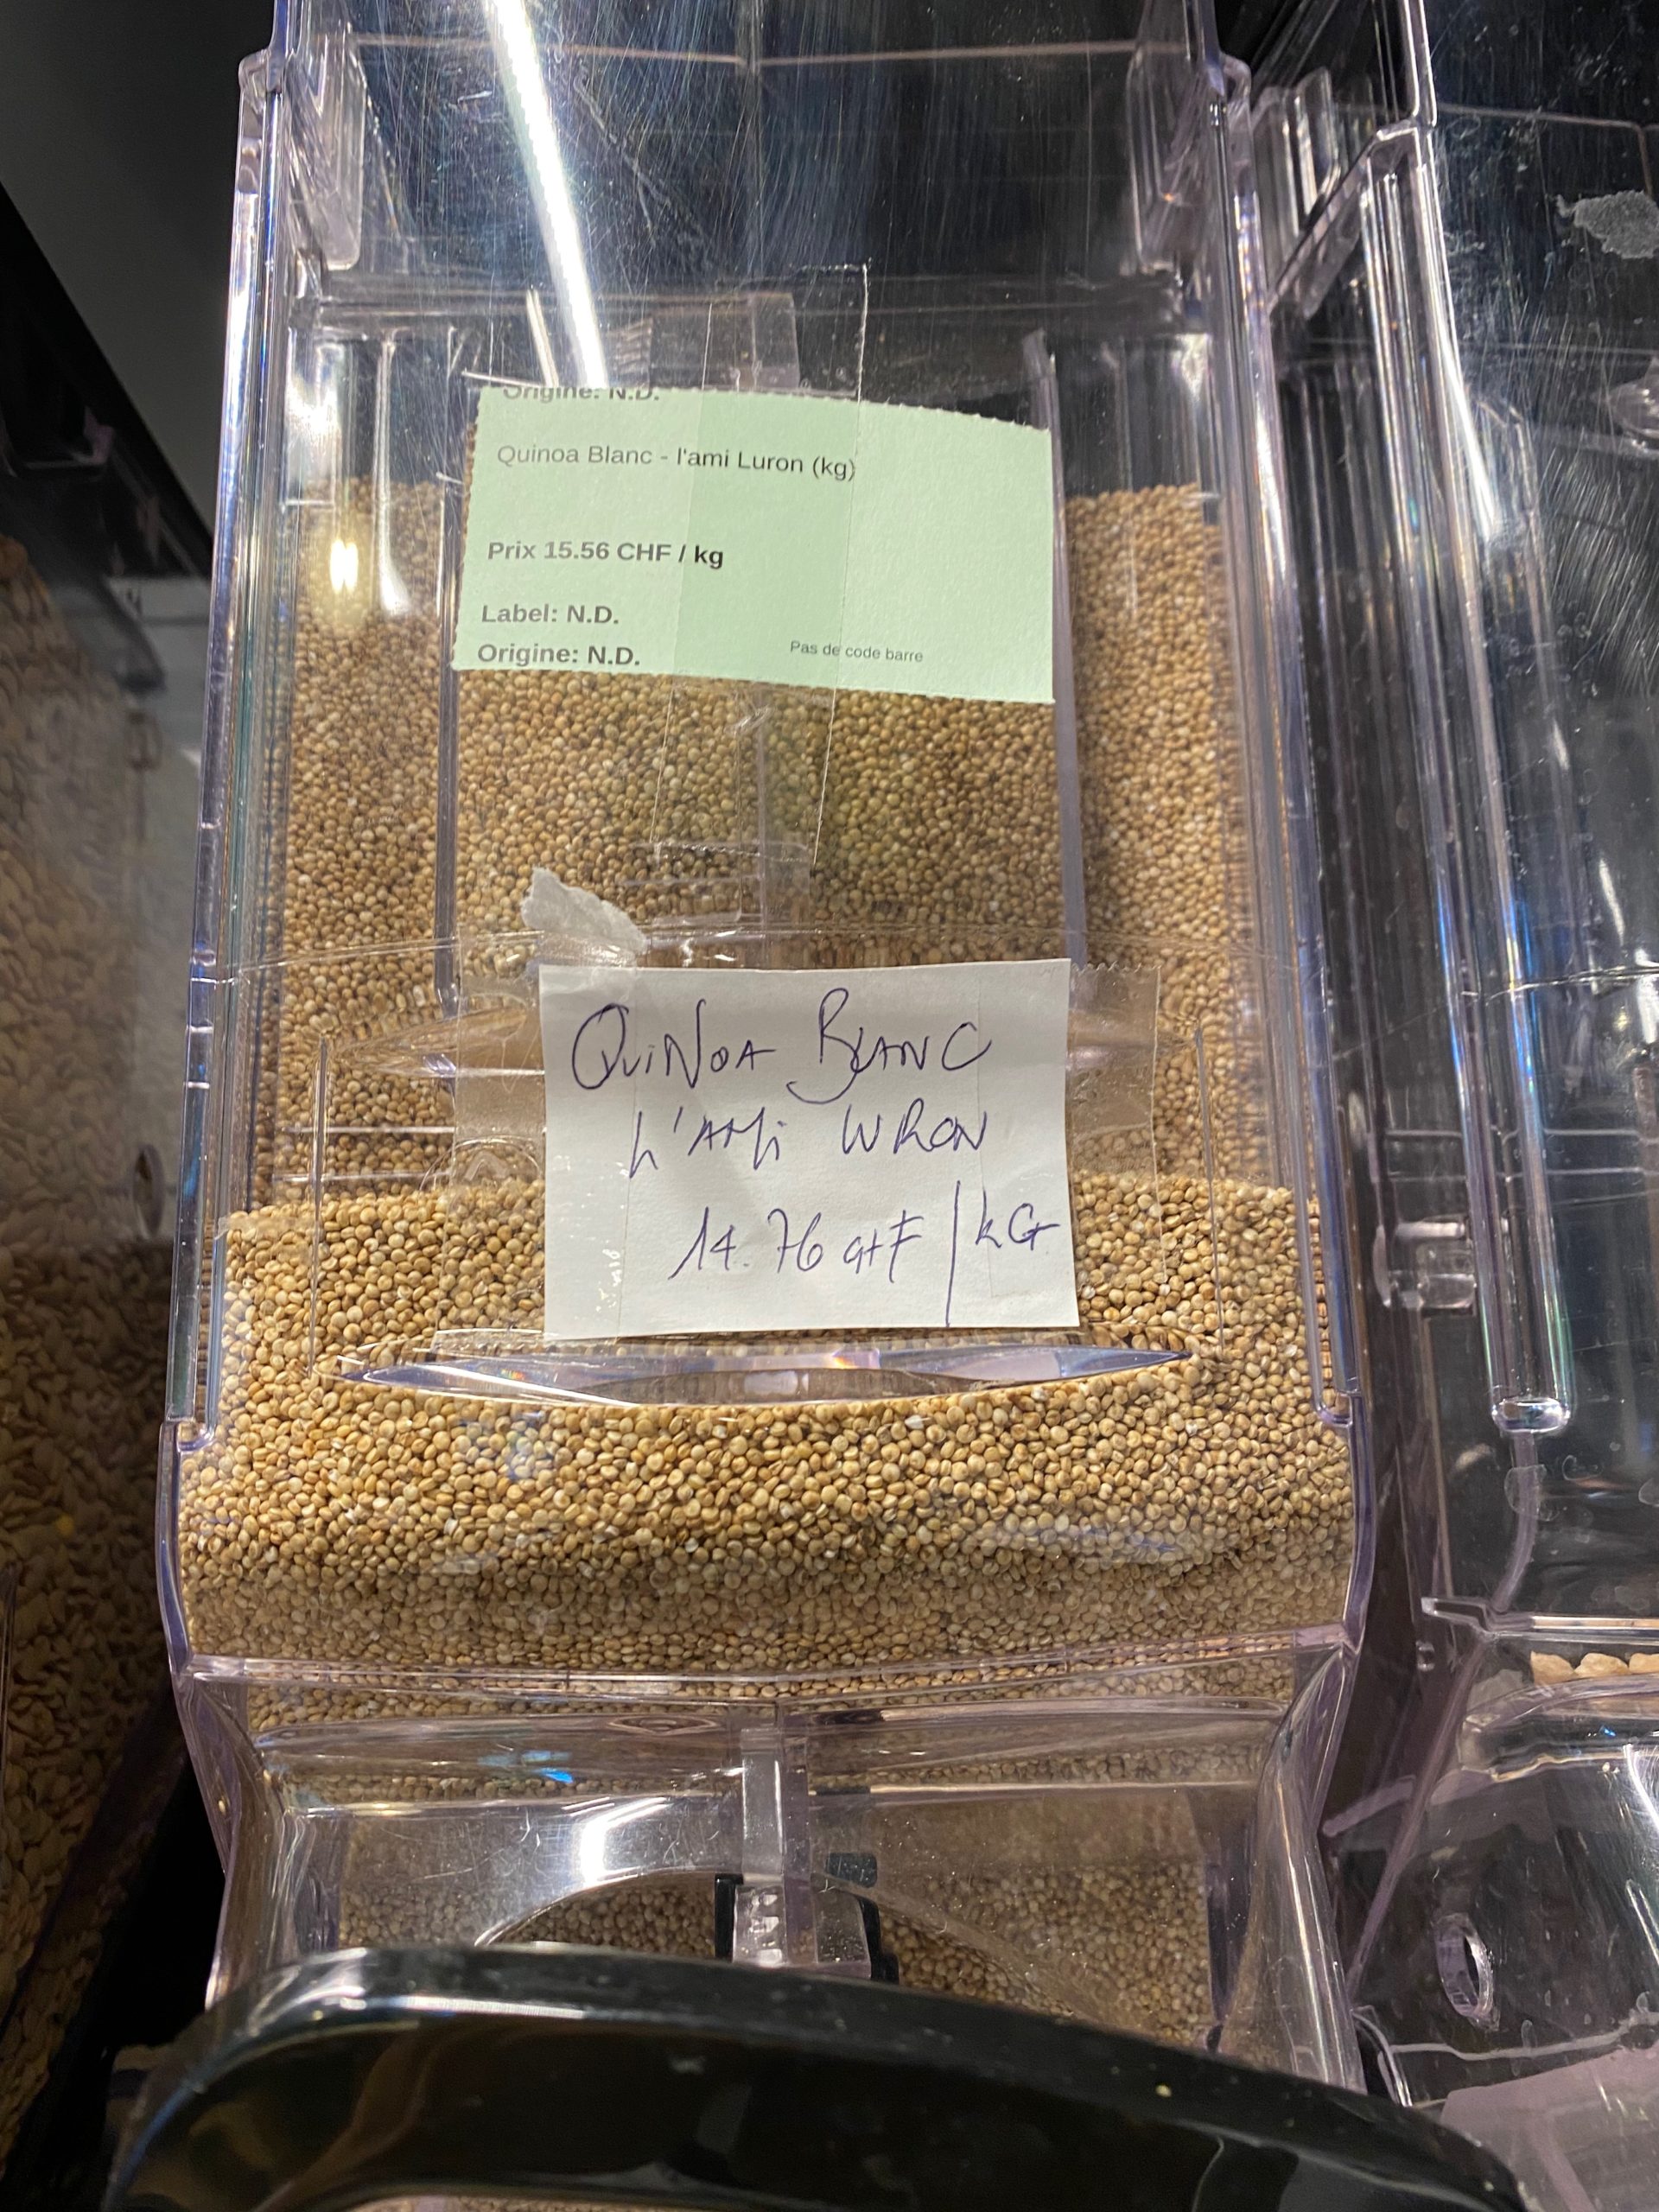 Origine: N.D.
Quinoa Blanc - l'ami Luron (kg)
Prix 15.56 CHF / kg
Label: N.D.
Origine: N.D.
Pas de code barre
QUiNOA BLANC
L'AMi LURON
14.76 CHF / kG